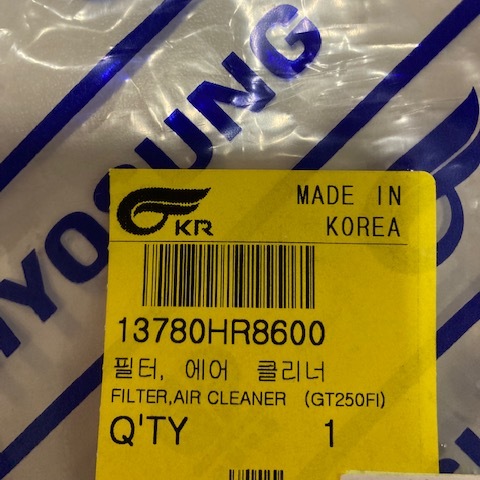 HYOSUNG
KR
MADE IN
KOREA
13780HR8600
필터, 에어 클리너
FILTER,AIR CLEANER (GT250FI)
Q'TY 1